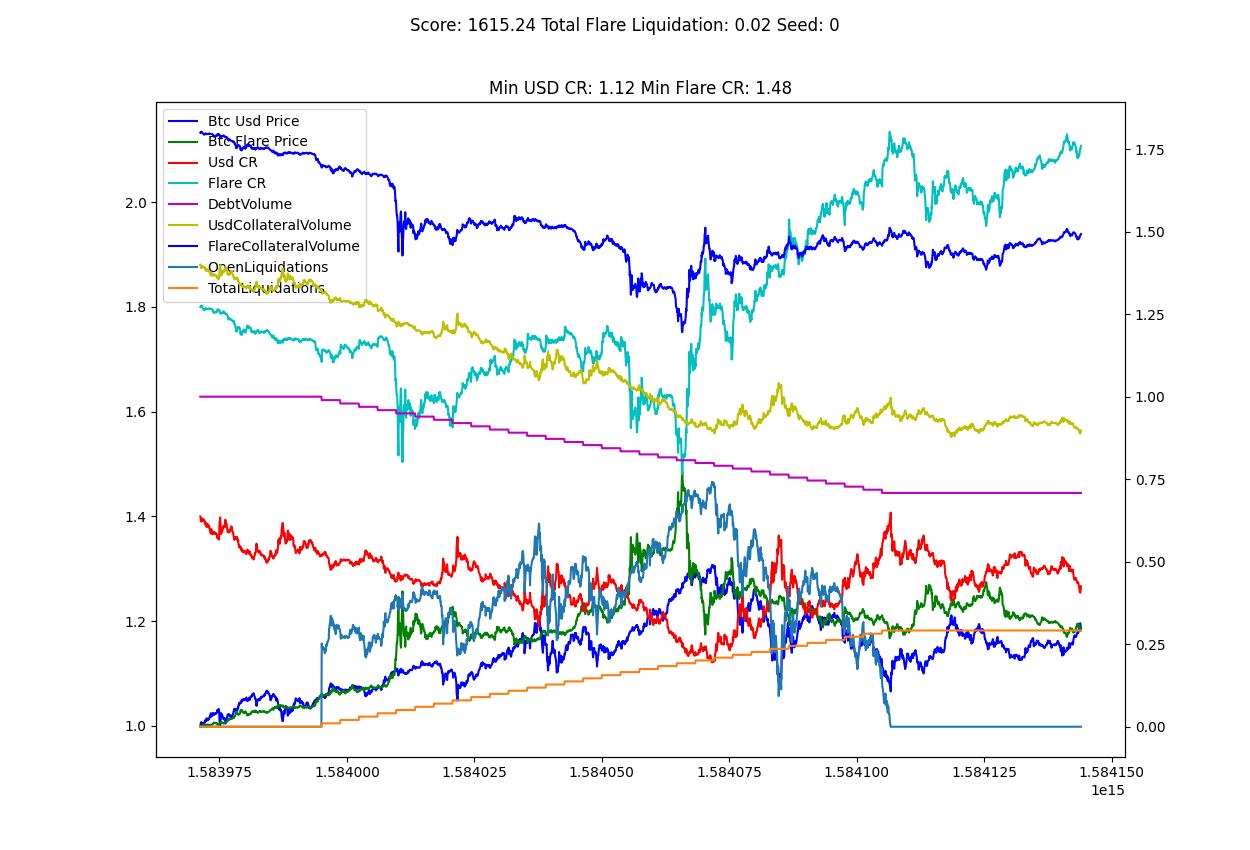 Score: 1615.24 Total Flare Liquidation: 0.02 Seed: 0
Min USD CR: 1.12 Min Flare CR: 1.48
Btc Usd Price
Btc Flare Price
Usd CR
Flare CR
DebtVolume
UsdCollateralVolume
FlareCollateralVolume
OpenLiquidations
TotalLiquidations
2.0
1.8
1.6
1.4
1.2
1.0
1.75
1.50
1.25
1.00
0.75
0.50
0.25
0.00
1.583975 1.584000 1.584025 1.584050 1.584075 1.584100 1.584125 1.584150
1e15